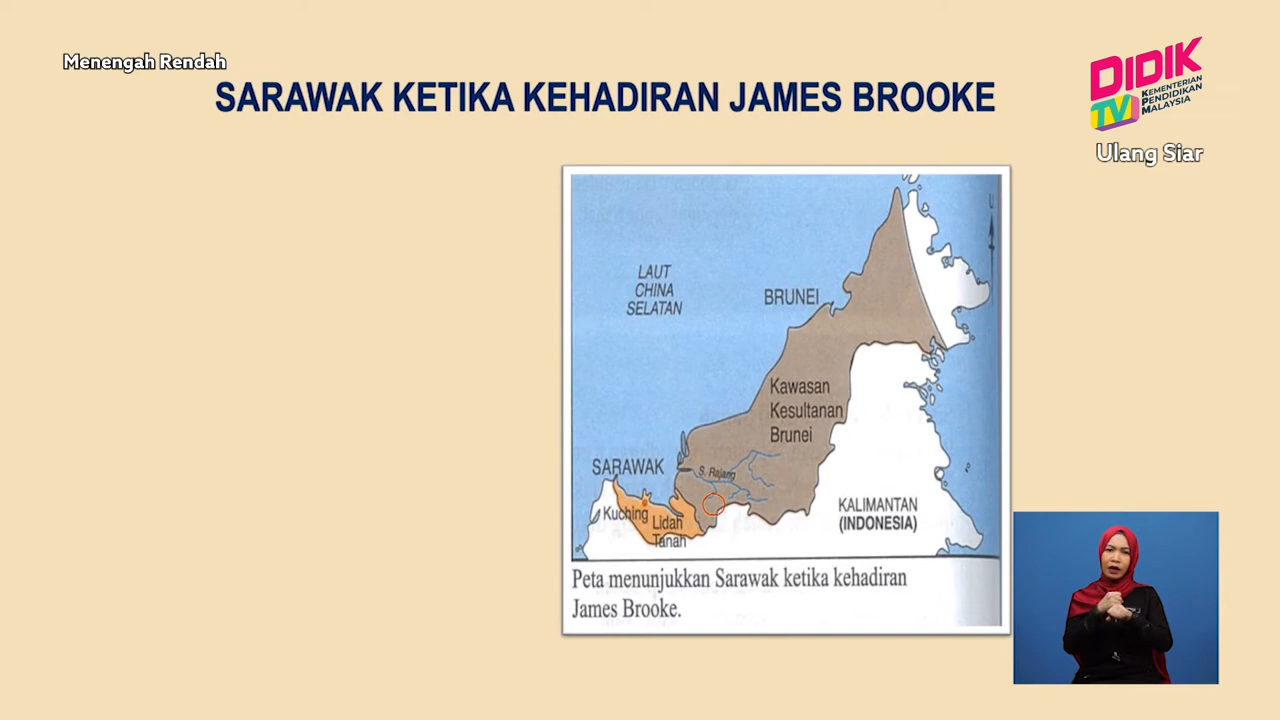 Menengah Rendah
SARAWAK KETIKA KEHADIRAN JAMES BROOKE
DIDIK
TV
KEMENTERIAN
PENDIDIKAN
MALAYSIA
Ulang Siar
U
LAUT
CHINA
SELATAN
BRUNEI
Kawasan
Kesultanan
Brunei
SARAWAK
S. Rajang
Kuching
Lidah
Tanah
KALIMANTAN
(INDONESIA)
Peta menunjukkan Sarawak ketika kehadiran
James Brooke.